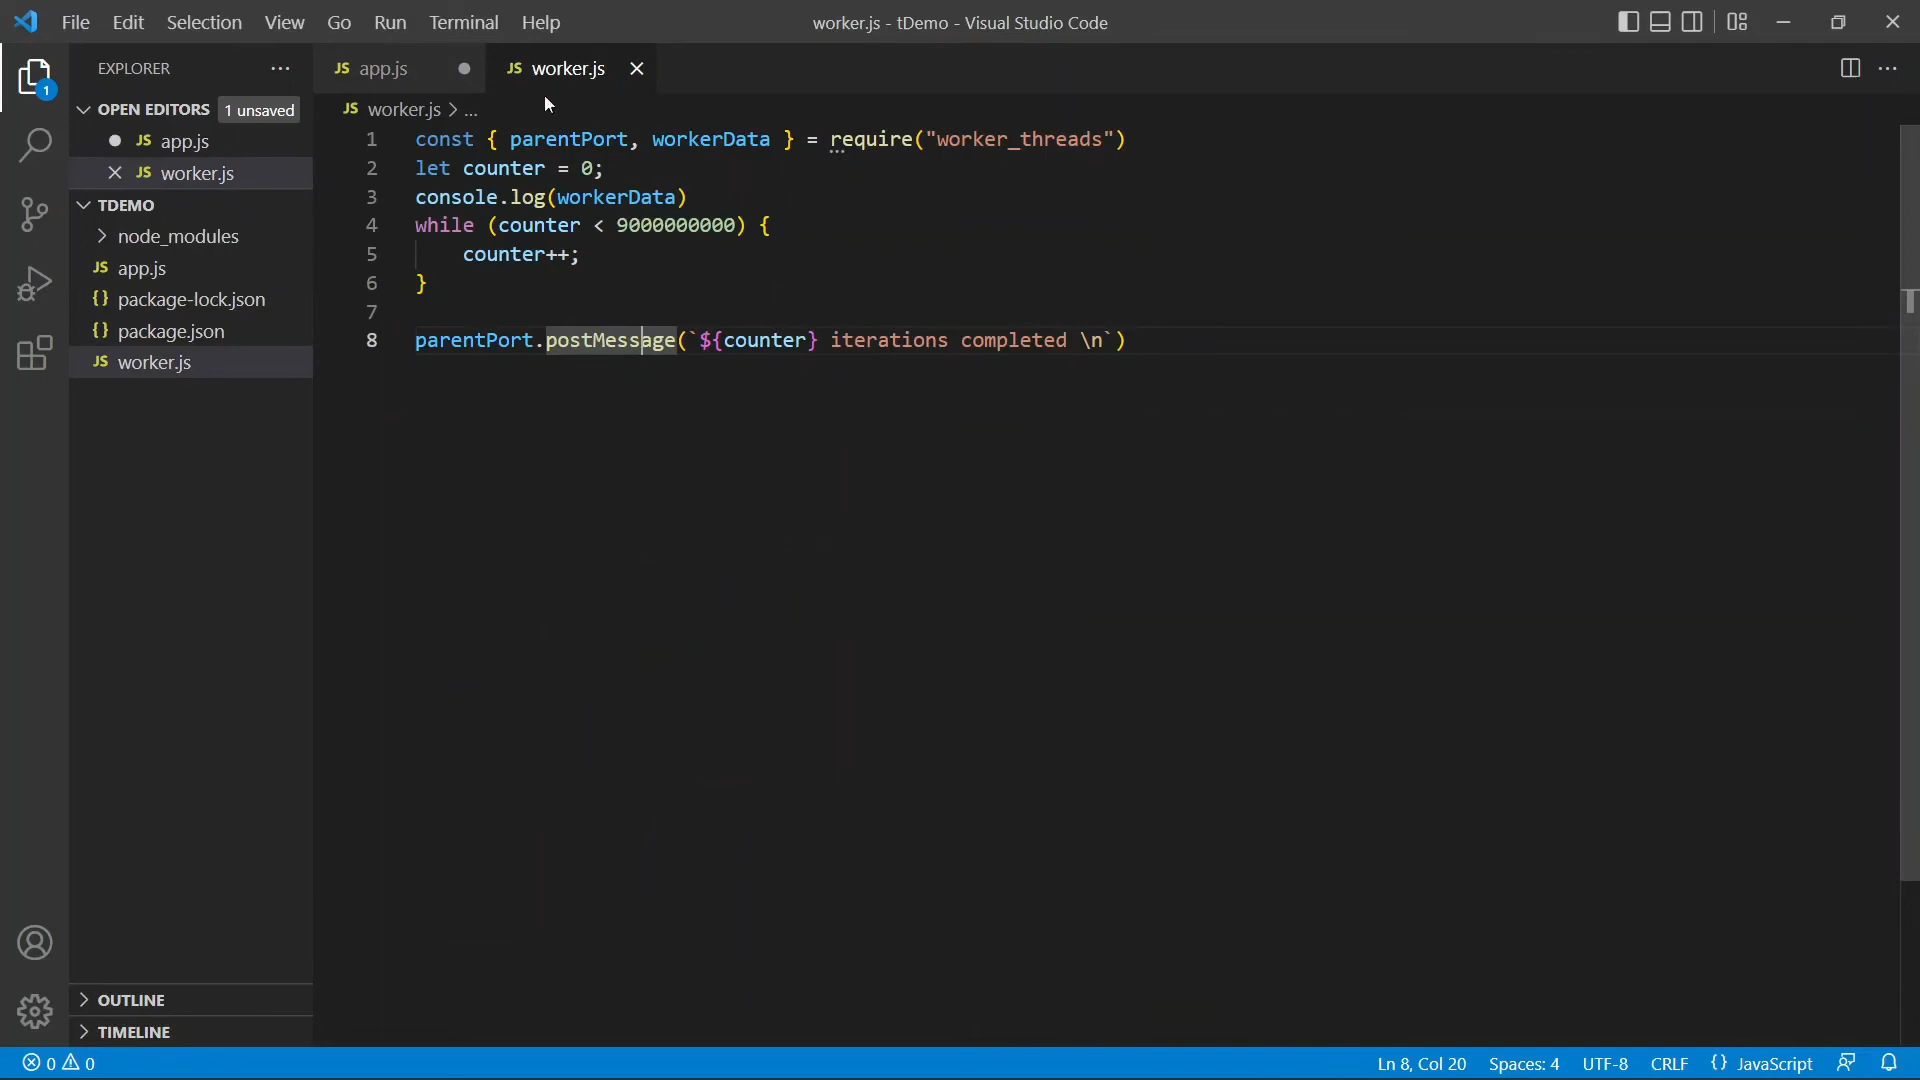 File Edit Selection View Go Run Terminal Help
worker.js - tDemo - Visual Studio Code
1
EXPLORER
OPEN EDITORS 1 unsaved
JS app.js
JS worker.js
TDEMO
node_modules
JS app.js
{} package-lock.json
{} package.json
JS worker.js
OUTLINE
TIMELINE
JS app.js
JS worker.js
JS worker.js > ...
1 const { parentPort, workerData } = require("worker_threads")
2 let counter = 0;
3 console.log(workerData)
4 while (counter < 9000000000) {
5     counter++;
6 }
7
8 parentPort.postMessage(`${counter} iterations completed \n`)
0 0
Ln 8, Col 20 Spaces: 4 UTF-8 CRLF {} JavaScript